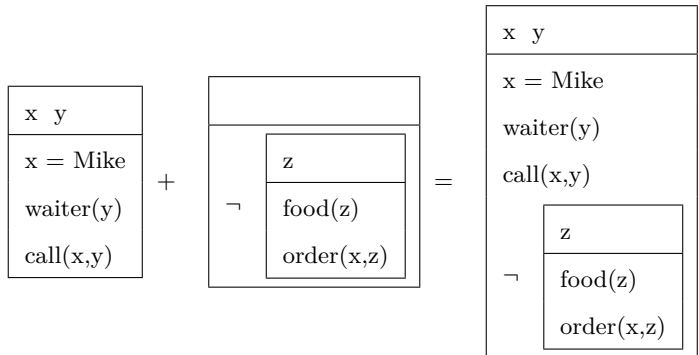 x y
x = Mike
waiter(y)
call(x,y)
+
¬
z
food(z)
order(x,z)
=
x y
x = Mike
waiter(y)
call(x,y)
¬
z
food(z)
order(x,z)